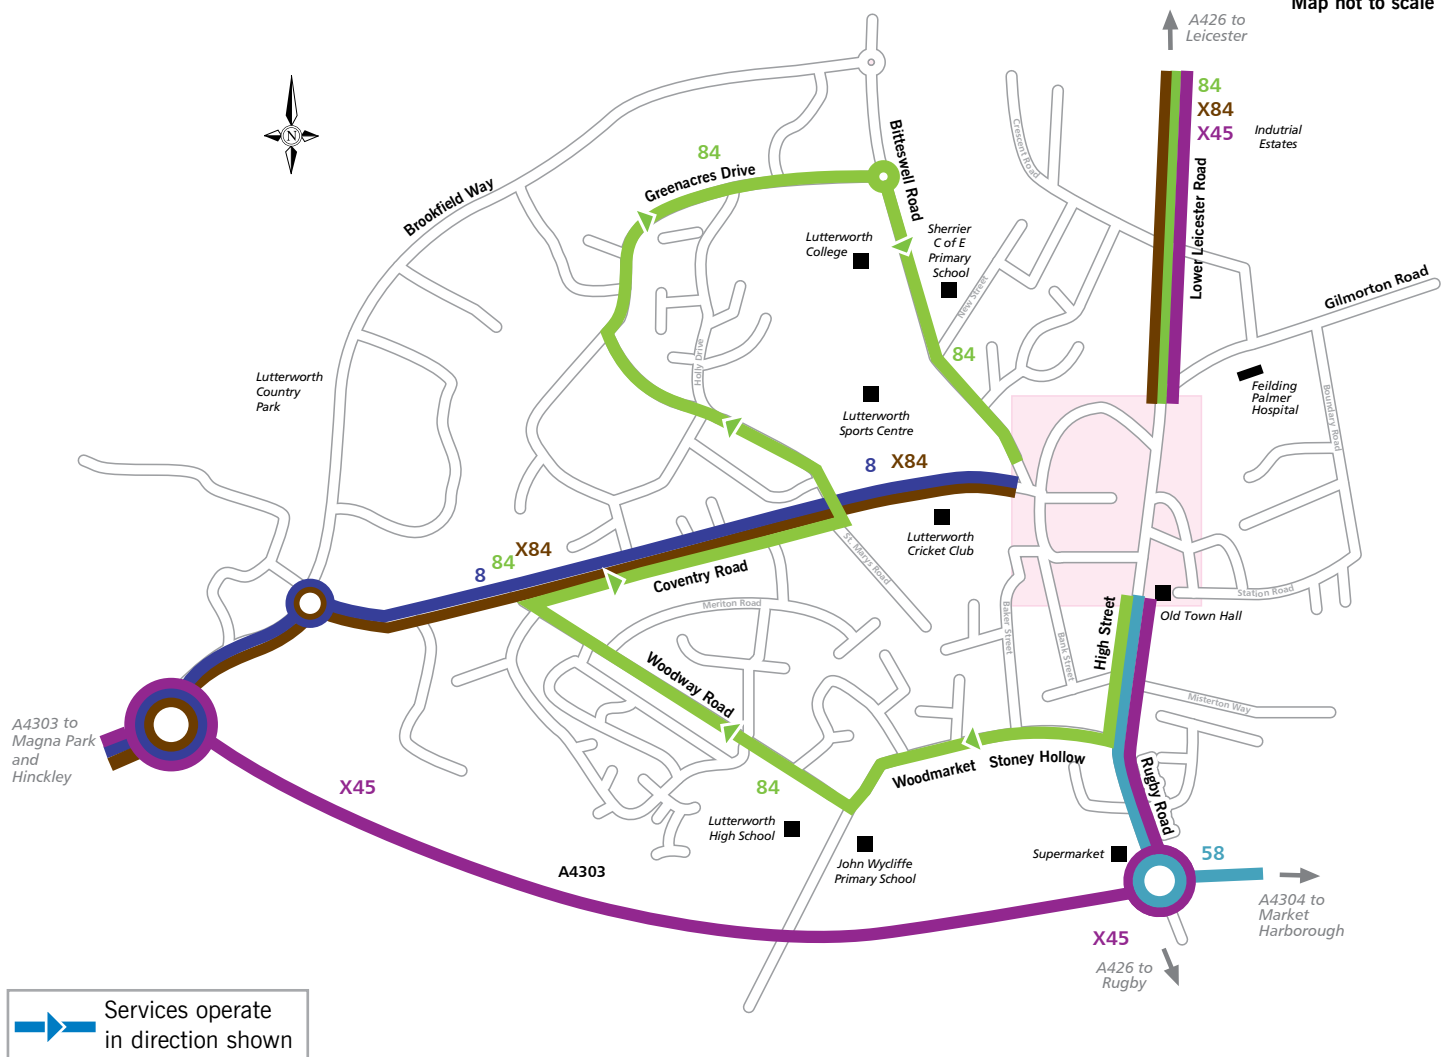 Map not to scale
A426 to
Leicester
84
X84
X45
Indutrial
Estates
Lower Leicester Road
Crescent Road
Gilmorton Road
N
84
Greenacres Drive
Bitteswell Road
Brookfield Way
Lutterworth
College
Sherrier
C of E
Primary
School
New Street
84
Holly Drive
Lutterworth
Country
Park
Lutterworth
Sports Centre
Feilding
Palmer
Hospital
Boundary Road
8
X84
Lutterworth
Cricket Club
St. Marys Road
8
84
X84
Coventry Road
Meriton Road
Baker Street
Bank Street
High Street
Old Town Hall
Station Road
Misterton Way
Woodway Road
Woodmarket
Stoney Hollow
Rugby Road
A4303 to
Magna Park
and
Hinckley
X45
84
Lutterworth
High School
John Wycliffe
Primary School
Supermarket
58
A4304 to
Market
Harborough
A4303
X45
A426 to
Rugby
Services operate
in direction shown